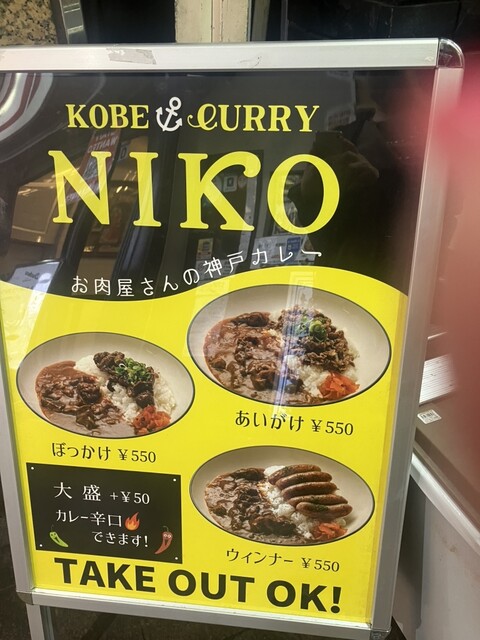 KOBE CURRY
NIKO
お肉屋さんの神戸カレー
あいがけ ¥550
ぼっかけ ¥550
大盛 +¥50
カレー辛口
できます!
ウィンナー ¥550
TAKE OUT OK!